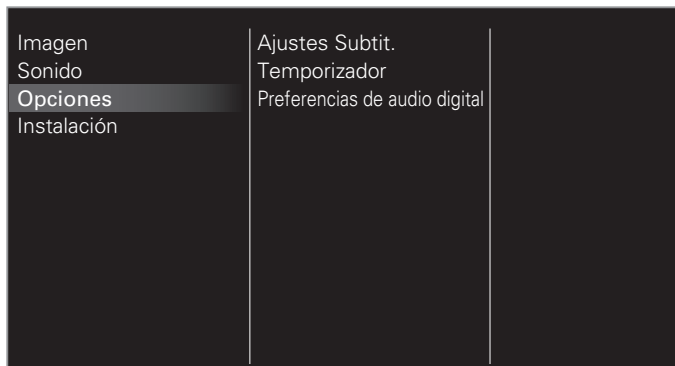 Imagen
Sonido
Opciones
Instalación
Ajustes Subtit.
Temporizador
Preferencias de audio digital